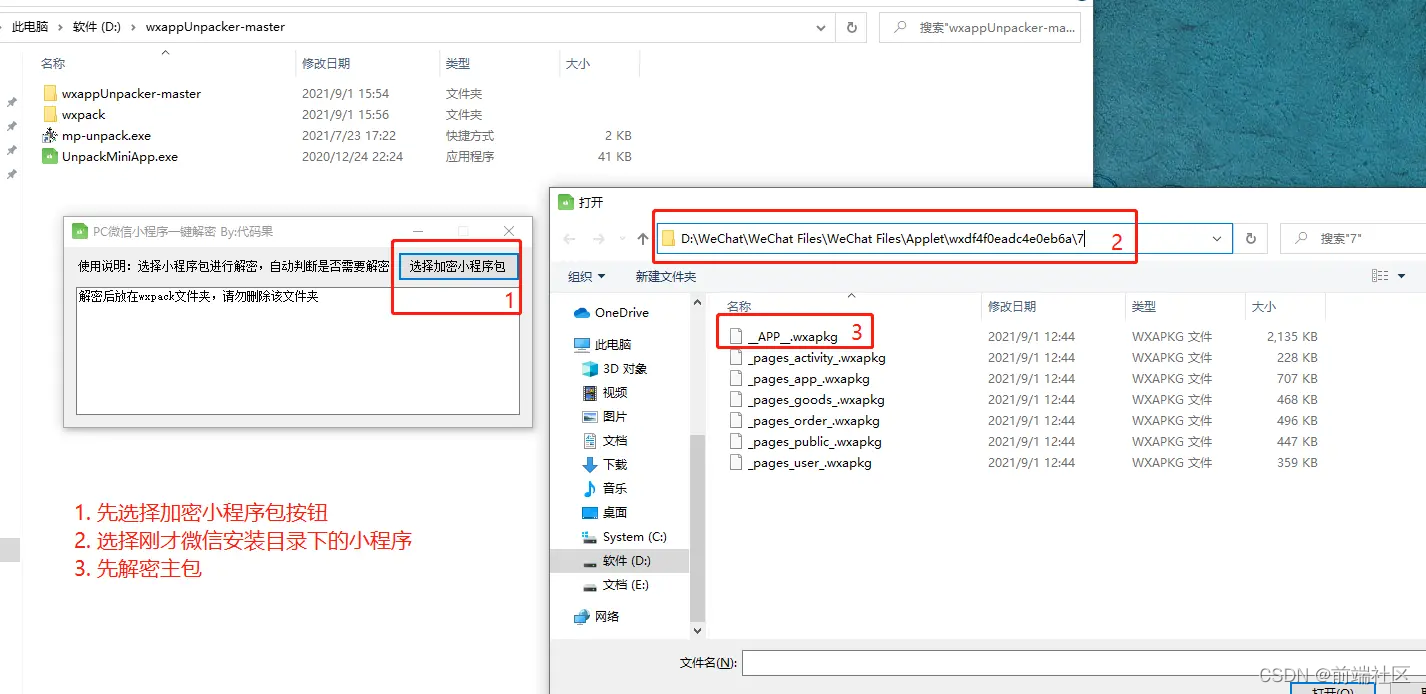 此电脑 › 软件 (D:) › wxappUnpacker-master
搜索"wxappUnpacker-ma...
名称 修改日期 类型 大小
wxappUnpacker-master 2021/9/1 15:54 文件夹
wxpack 2021/9/1 15:56 文件夹
mp-unpack.exe 2021/7/23 17:22 快捷方式 2 KB
UnpackMiniApp.exe 2020/12/24 22:24 应用程序 41 KB
PC微信小程序一键解密 By:代码果
使用说明：选择小程序包进行解密，自动判断是否需要解密
选择加密小程序包
1
解密后放在wxpack文件夹，请勿删除该文件夹
1. 先选择加密小程序包按钮
2. 选择刚才微信安装目录下的小程序
3. 先解密主包
打开
D:\WeChat\WeChat Files\WeChat Files\Applet\wxdf4f0eadc4e0eb6a\7
2
搜索"7"
组织 新建文件夹
OneDrive
此电脑
3D 对象
视频
图片
文档
下载
音乐
桌面
System (C:)
软件 (D:)
文档 (E:)
网络
名称 修改日期 类型 大小
__APP__.wxapkg 3 2021/9/1 12:44 WXAPKG 文件 2,135 KB
_pages_activity_.wxapkg 2021/9/1 12:44 WXAPKG 文件 228 KB
_pages_app_.wxapkg 2021/9/1 12:44 WXAPKG 文件 707 KB
_pages_goods_.wxapkg 2021/9/1 12:44 WXAPKG 文件 468 KB
_pages_order_.wxapkg 2021/9/1 12:44 WXAPKG 文件 496 KB
_pages_public_.wxapkg 2021/9/1 12:44 WXAPKG 文件 447 KB
_pages_user_.wxapkg 2021/9/1 12:44 WXAPKG 文件 359 KB
文件名(N):
打开(O)
CSDN @前端社区